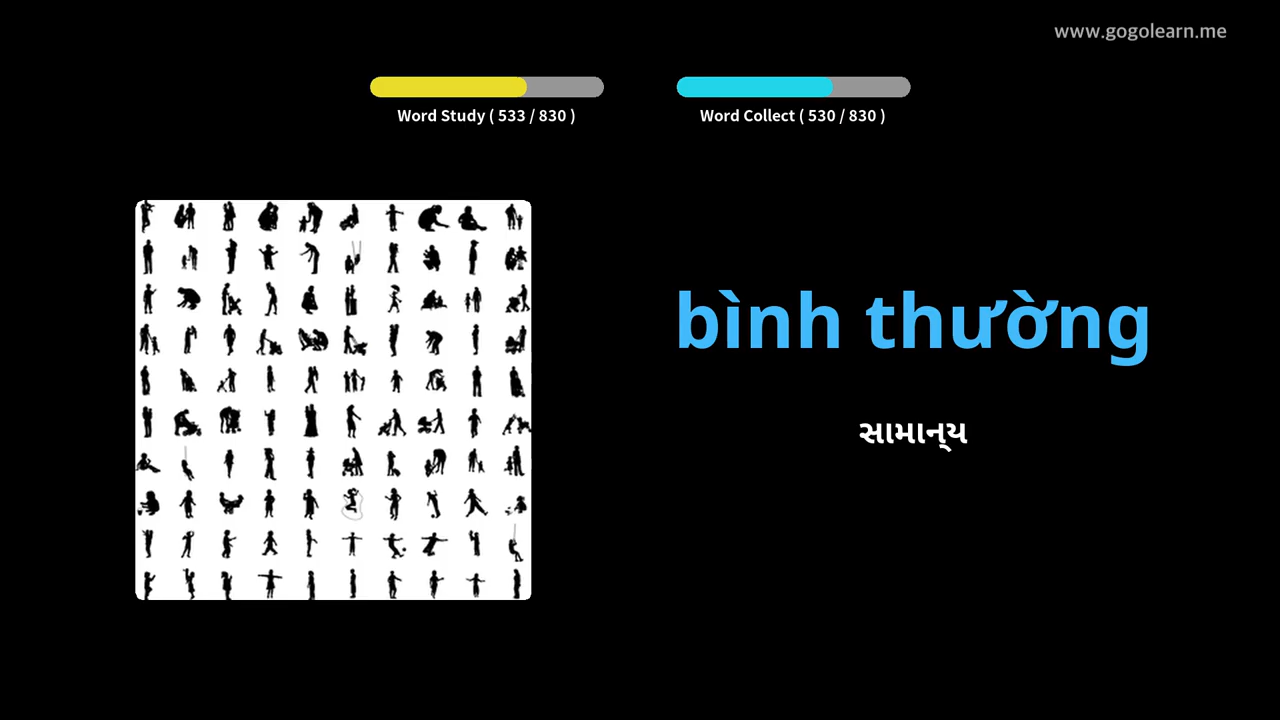 www.gogolearn.me
Word Study ( 533 / 830 )
Word Collect ( 530 / 830 )
bình thường
સામાન્ય